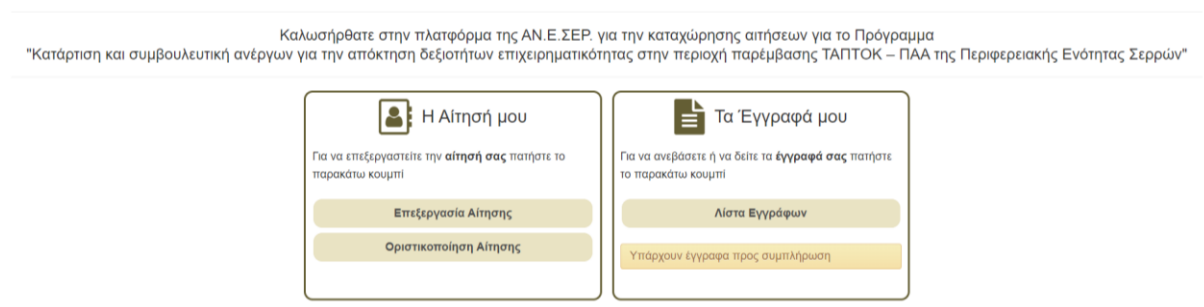 Καλωσήρθατε στην πλατφόρμα της ΑΝ.Ε.ΣΕΡ. για την καταχώρησης αιτήσεων για το Πρόγραμμα
"Κατάρτιση και συμβουλευτική ανέργων για την απόκτηση δεξιοτήτων επιχειρηματικότητας στην περιοχή παρέμβασης ΤΑΠΤΟΚ – ΠΑΑ της Περιφερειακής Ενότητας Σερρών"
Η Αίτησή μου
Για να επεξεργαστείτε την αίτησή σας πατήστε το
παρακάτω κουμπί
Επεξεργασία Αίτησης
Οριστικοποίηση Αίτησης
Τα Έγγραφά μου
Για να ανεβάσετε ή να δείτε τα έγγραφά σας πατήστε
το παρακάτω κουμπί
Λίστα Εγγράφων
Υπάρχουν έγγραφα προς συμπλήρωση